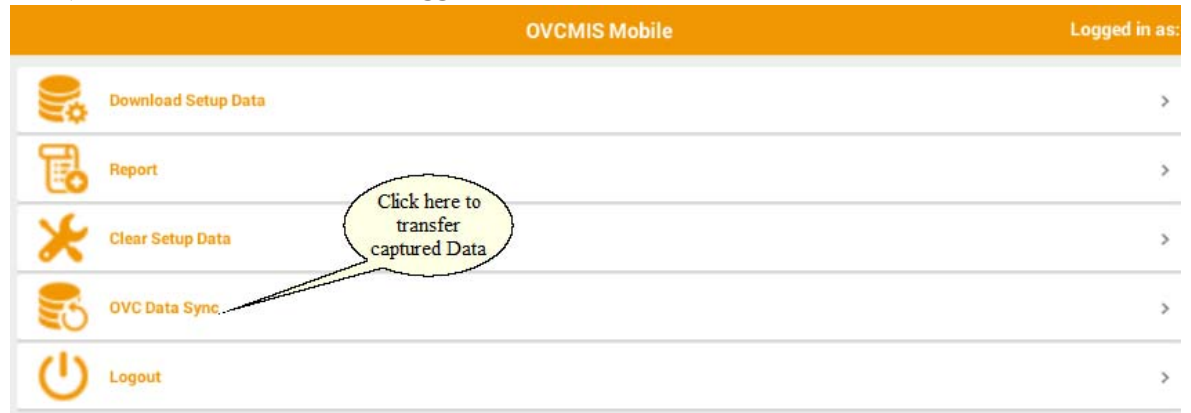 OVCMIS Mobile Logged in as:
Download Setup Data
Report
Click here to
transfer
captured Data
Clear Setup Data
OVC Data Sync
Logout